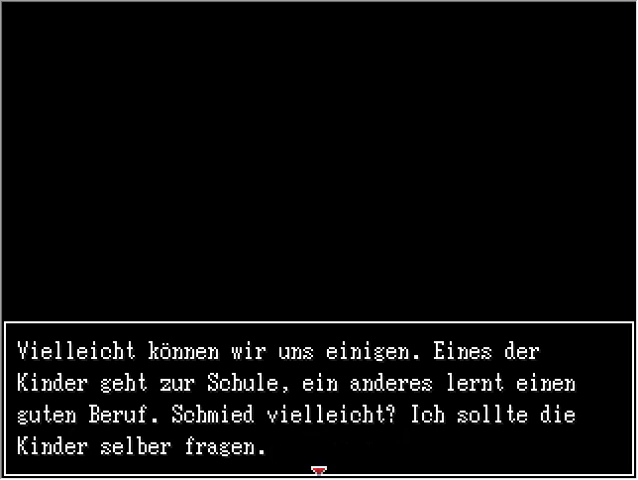 Vielleicht können wir uns einigen. Eines der
Kinder geht zur Schule, ein anderes lernt einen
guten Beruf. Schmied vielleicht? Ich sollte die
Kinder selber fragen.